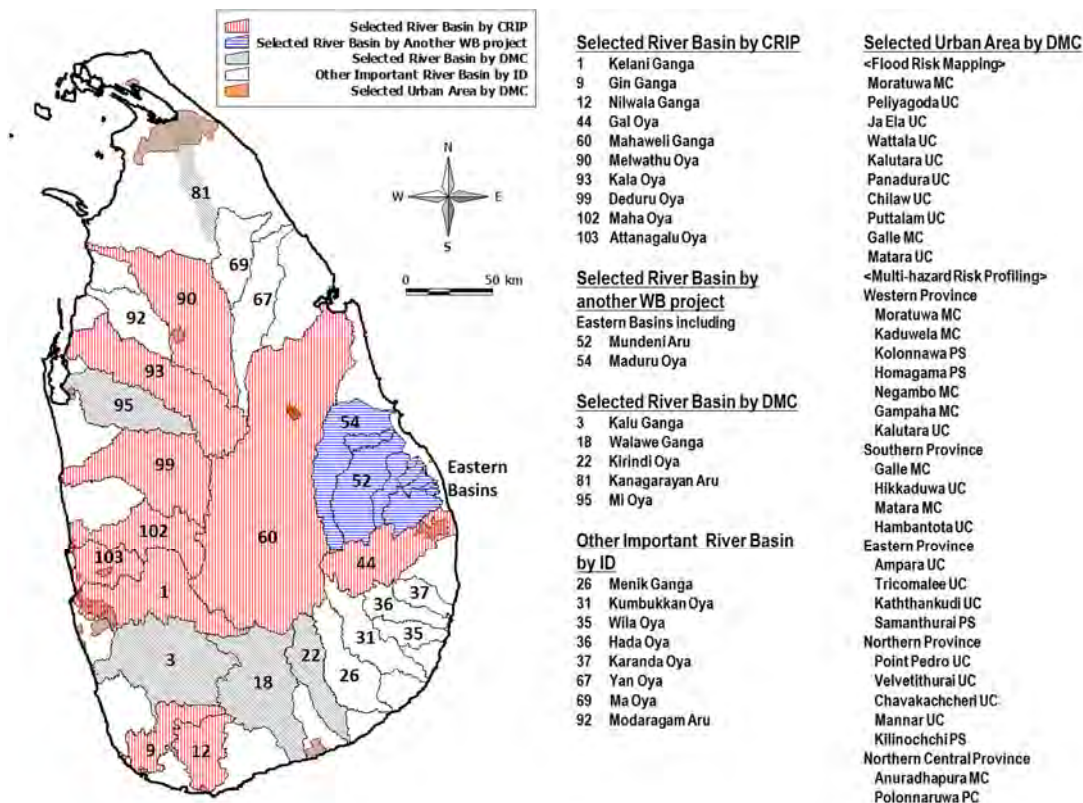 Selected River Basin by CRIP
Selected River Basin by Another WB project
Selected River Basin by DMC
Other Important River Basin by ID
Selected Urban Area by DMC
N
W E
S
0 50 km
81
69
67
90
92
93
95
54
99
52
Eastern
Basins
60
102
103
44
1
37
36
35
31
3
22
18
26
9
12
Selected River Basin by CRIP
1 Kelani Ganga
9 Gin Ganga
12 Nilwala Ganga
44 Gal Oya
60 Mahaweli Ganga
90 Melwathu Oya
93 Kala Oya
99 Deduru Oya
102 Maha Oya
103 Attanagalu Oya
Selected River Basin by
another WB project
Eastern Basins including
52 Mundeni Aru
54 Maduru Oya
Selected River Basin by DMC
3 Kalu Ganga
18 Walawe Ganga
22 Kirindi Oya
81 Kanagarayan Aru
95 Mi Oya
Other Important River Basin
by ID
26 Menik Ganga
31 Kumbukkan Oya
35 Wila Oya
36 Hada Oya
37 Karanda Oya
67 Yan Oya
69 Ma Oya
92 Modaragam Aru
Selected Urban Area by DMC
<Flood Risk Mapping>
Moratuwa MC
Peliyagoda UC
Ja Ela UC
Wattala UC
Kalutara UC
Panadura UC
Chilaw UC
Puttalam UC
Galle MC
Matara UC
<Multi-hazard Risk Profiling>
Western Province
Moratuwa MC
Kaduwela MC
Kolonnawa PS
Homagama PS
Negambo MC
Gampaha MC
Kalutara UC
Southern Province
Galle MC
Hikkaduwa UC
Matara MC
Hambantota UC
Eastern Province
Ampara UC
Tricomalee UC
Kaththankudi UC
Samanthurai PS
Northern Province
Point Pedro UC
Velvetithurai UC
Chavakachcheri UC
Mannar UC
Kilinochchi PS
Northern Central Province
Anuradhapura MC
Polonnaruwa PC